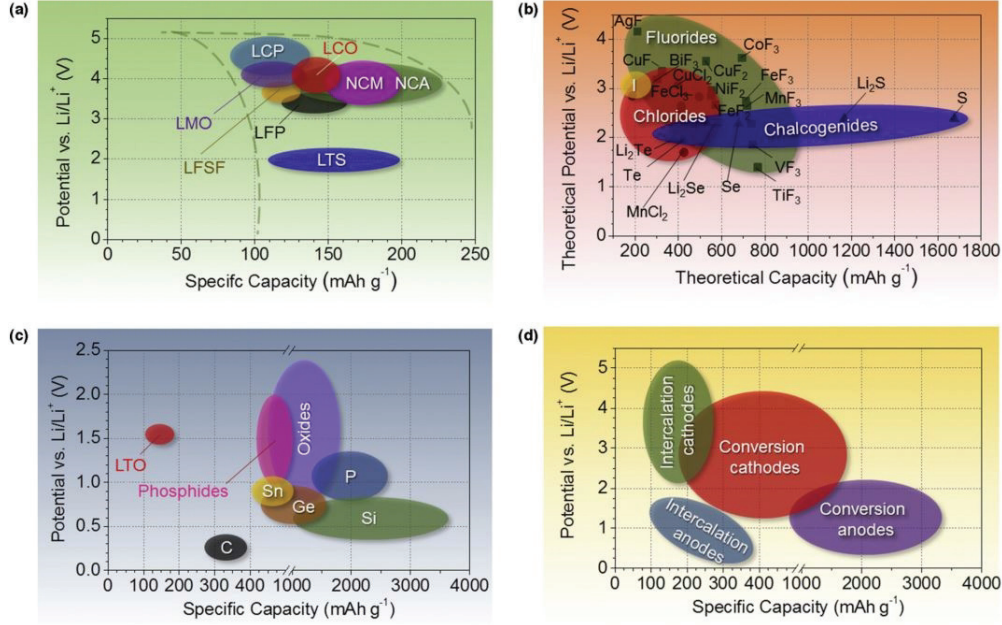 (a)
Potential vs. Li/Li⁺ (V)
5
4
3
2
1
0
LCP
LCO
NCM
NCA
LMO
LFP
LFSF
LTS
0
50
100
150
200
250
Specifc Capacity (mAh g⁻¹)
(b)
Theoretical Potential vs. Li/Li⁺ (V)
4
3
2
1
0
AgF
Fluorides
CoF₃
CuF
BiF₃
CuF₂
FeF₃
CuCl₂
I
NiF₂
FeCl₃
MnF₃
FeF₂
Li₂S
S
Chlorides
Chalcogenides
Li₂Te
VF₃
Te
Li₂Se
Se
TiF₃
MnCl₂
200
400
600
800
1000
1200
1400
1600
1800
Theoretical Capacity (mAh g⁻¹)
(c)
Potential vs. Li/Li⁺ (V)
2.5
2.0
1.5
1.0
0.5
0.0
LTO
Phosphides
Oxides
Sn
Ge
P
Si
C
0
100
200
300
400
1000
2000
3000
4000
Specific Capacity (mAh g⁻¹)
(d)
Potential vs. Li/Li⁺ (V)
5
4
3
2
1
0
Intercalation
cathodes
Conversion
cathodes
Intercalation
anodes
Conversion
anodes
0
100
200
300
400
1000
2000
3000
4000
Specific Capacity (mAh g⁻¹)